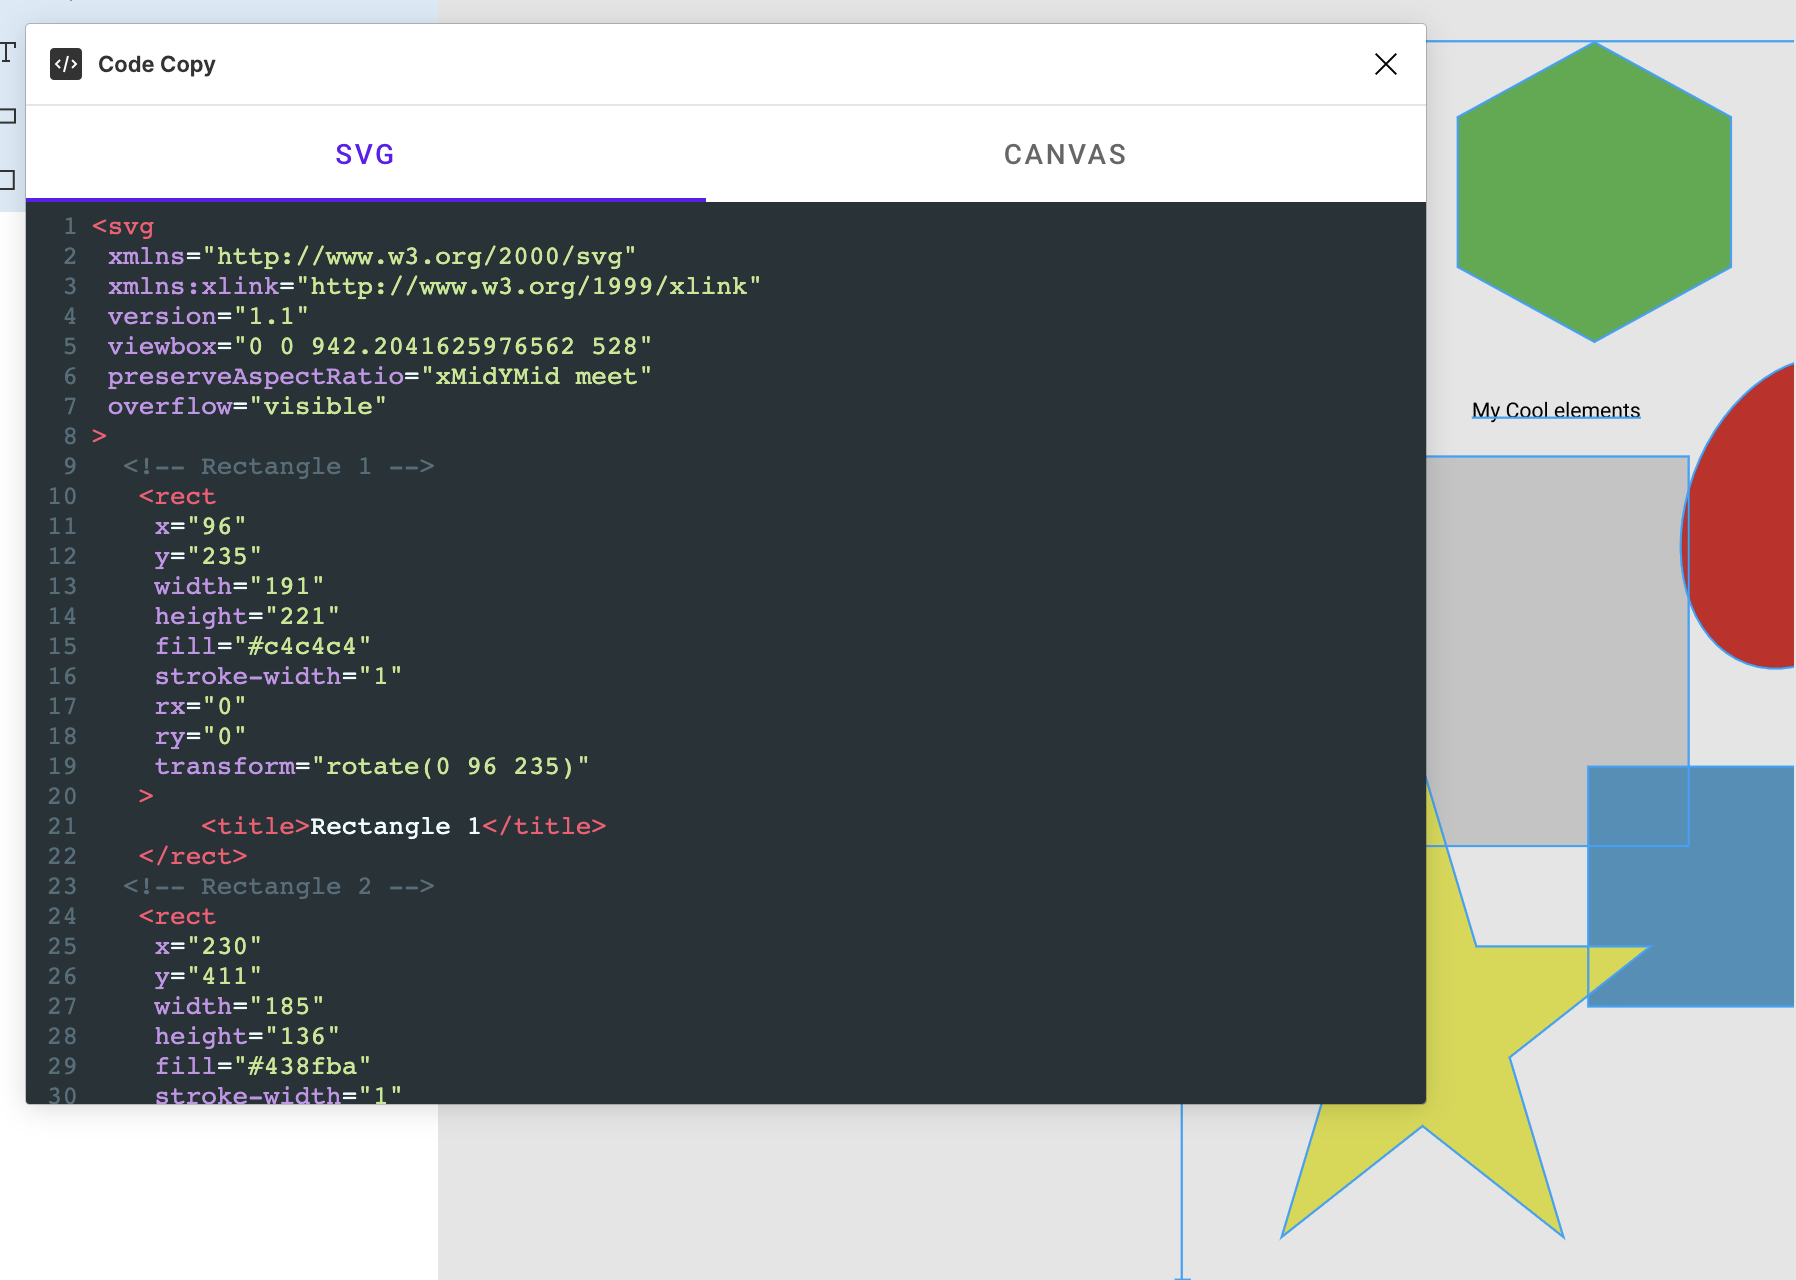 T
</> Code Copy
SVG CANVAS
1 <svg
2 xmlns="http://www.w3.org/2000/svg"
3 xmlns:xlink="http://www.w3.org/1999/xlink"
4 version="1.1"
5 viewbox="0 0 942.2041625976562 528"
6 preserveAspectRatio="xMidYMid meet"
7 overflow="visible"
8 >
9 <!-- Rectangle 1 -->
10 <rect
11 x="96"
12 y="235"
13 width="191"
14 height="221"
15 fill="#c4c4c4"
16 stroke-width="1"
17 rx="0"
18 ry="0"
19 transform="rotate(0 96 235)"
20 >
21 <title>Rectangle 1</title>
22 </rect>
23 <!-- Rectangle 2 -->
24 <rect
25 x="230"
26 y="411"
27 width="185"
28 height="136"
29 fill="#438fba"
30 stroke-width="1"
My Cool elements